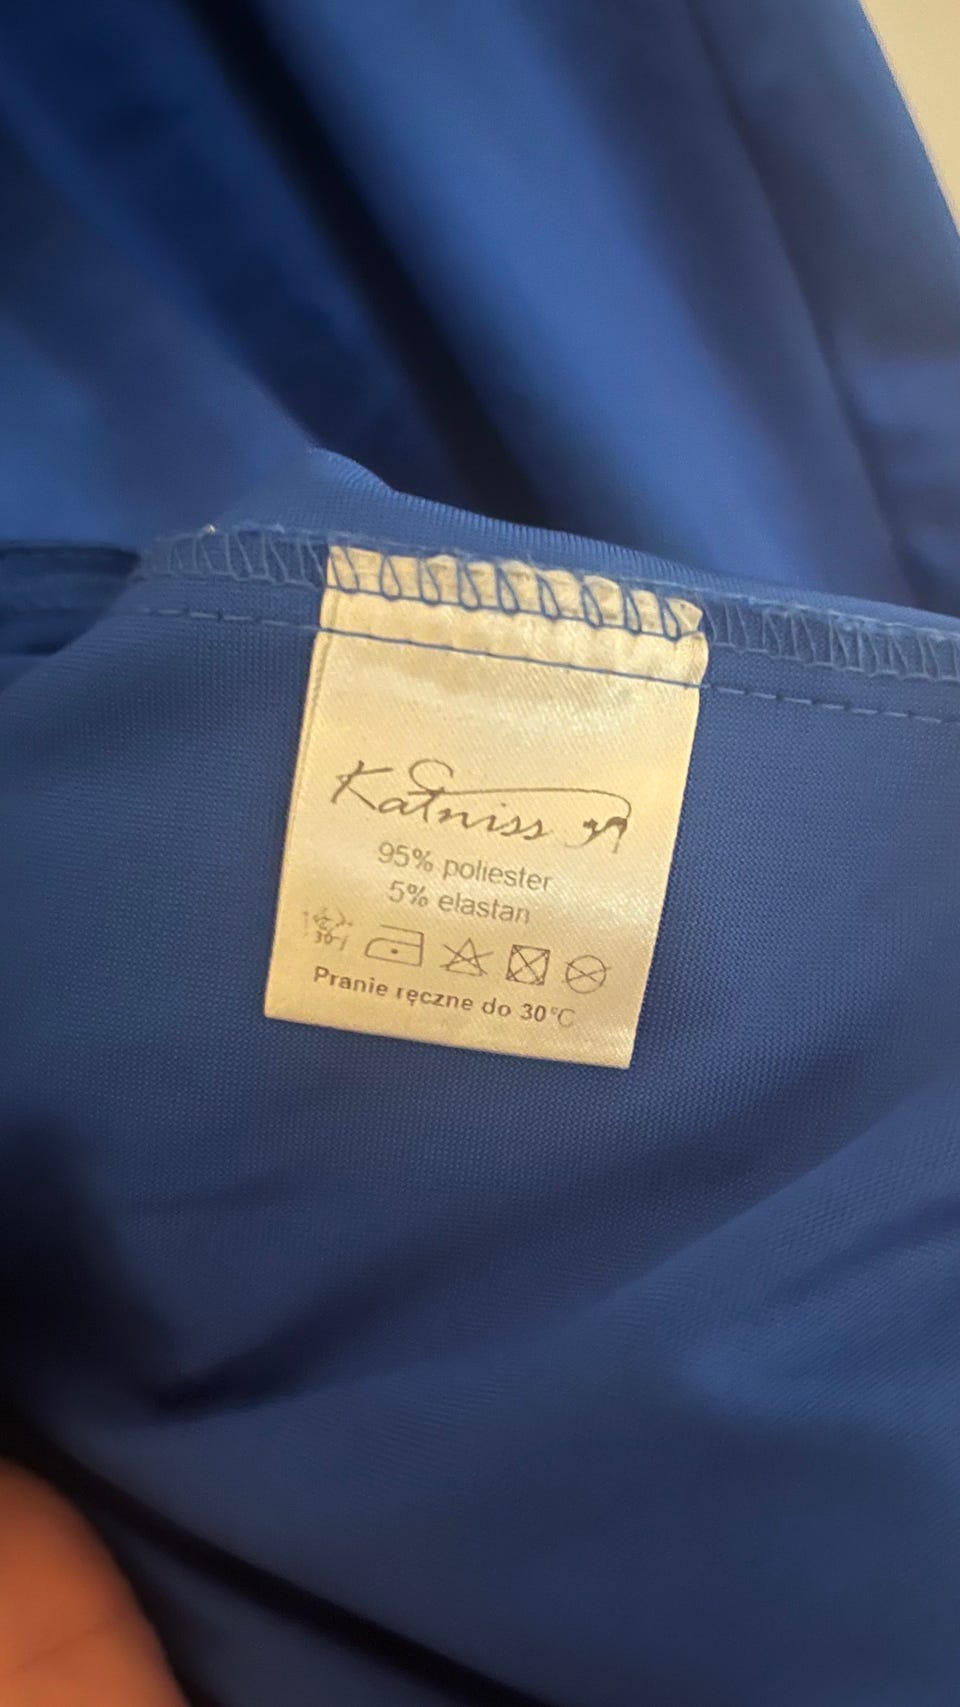 Katniss
95% poliester
5% elastan
30
Pranie ręczne do 30°C